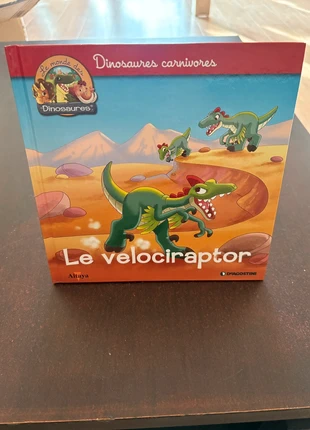 Le monde des
Dinosaures
Dinosaures carnivores
Le velociraptor
Altaya
DeAGOSTINI